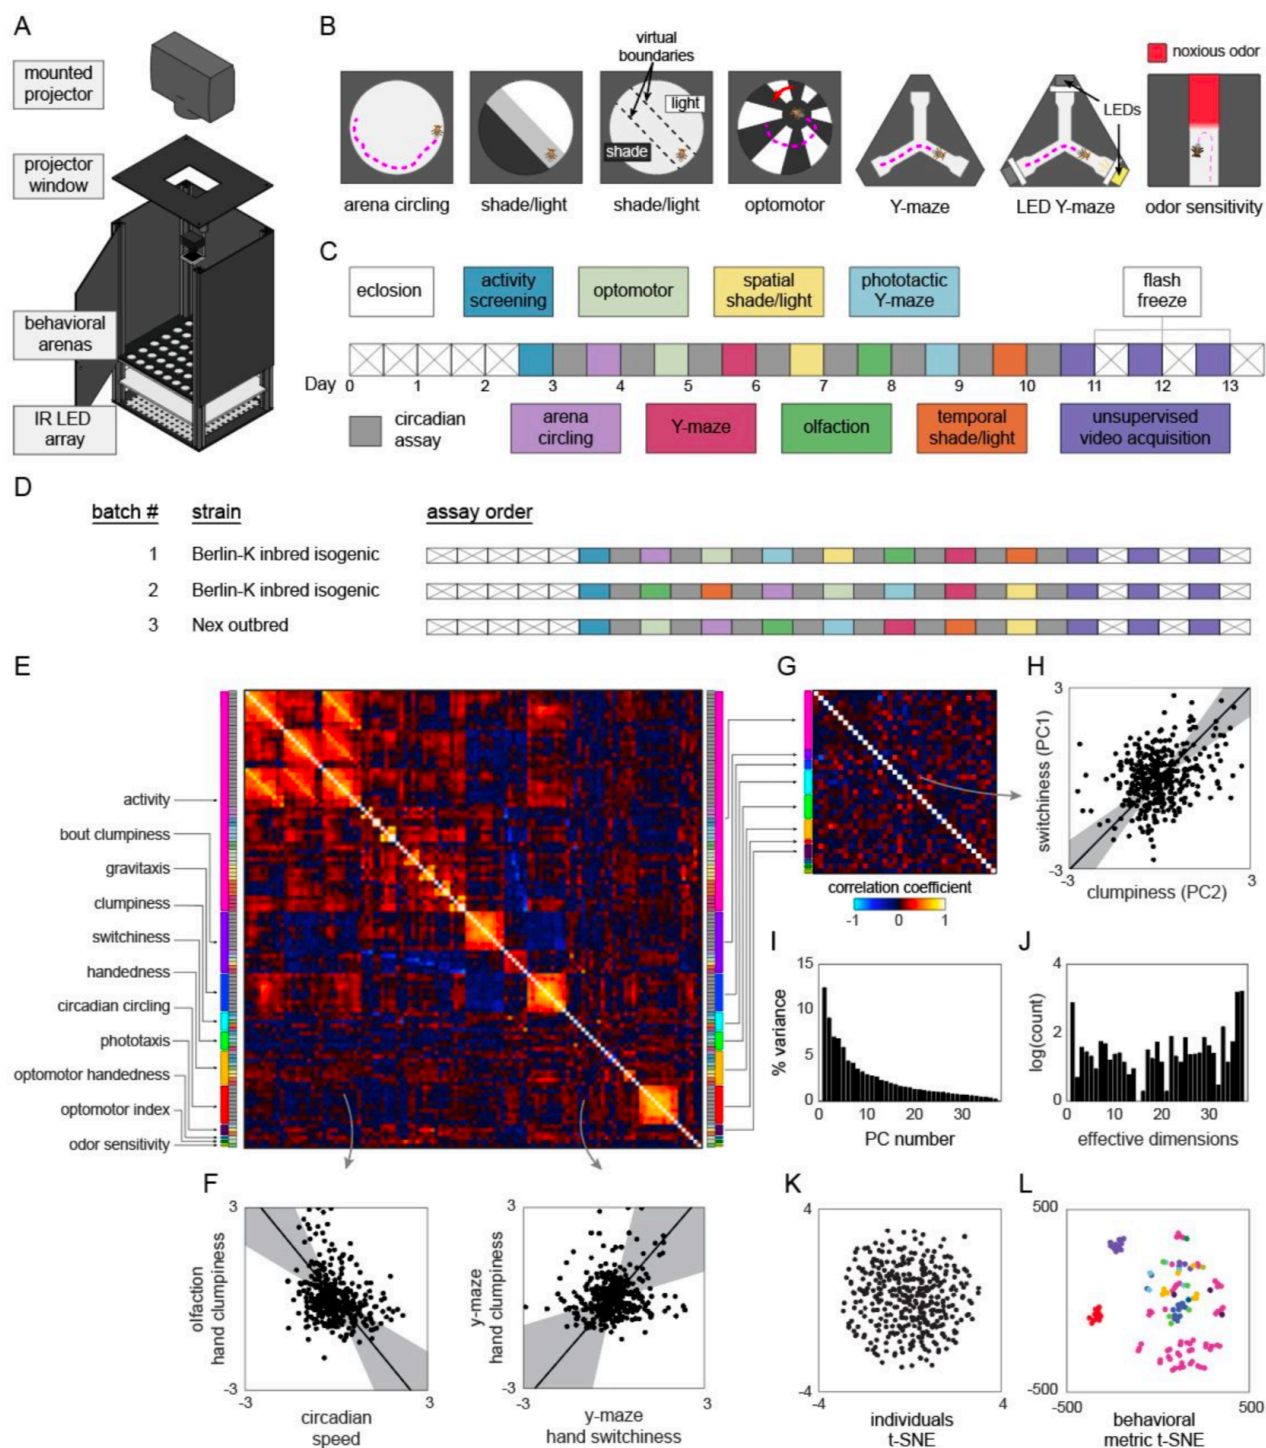 A
mounted
projector
projector
window
behavioral
arenas
IR LED
array
B
virtual
boundaries
light
shade
LEDs
noxious odor
arena circling
shade/light
shade/light
optomotor
Y-maze
LED Y-maze
odor sensitivity
C
eclosion
activity
screening
optomotor
spatial
shade/light
phototactic
Y-maze
flash
freeze
Day
0 1 2 3 4 5 6 7 8 9 10 11 12 13
circadian
assay
arena
circling
Y-maze
olfaction
temporal
shade/light
unsupervised
video acquisition
D
batch # strain assay order
1 Berlin-K inbred isogenic
2 Berlin-K inbred isogenic
3 Nex outbred
E
activity
bout clumpiness
gravitaxis
clumpiness
switchiness
handedness
circadian circling
phototaxis
optomotor handedness
optomotor index
odor sensitivity
G
correlation coefficient
-1 0 1
H
3
switchiness (PC1)
-3
-3 3
clumpiness (PC2)
I
15
10
5
0
% variance
0 10 20 30
PC number
J
4
2
0
log(count)
0 10 20 30
effective dimensions
F
3
olfaction
hand clumpiness
-3
-3 3
circadian
speed
3
y-maze
hand clumpiness
-3
-3 3
y-maze
hand switchiness
K
4
-4
-4 4
individuals
t-SNE
L
500
-500
-500 500
behavioral
metric t-SNE